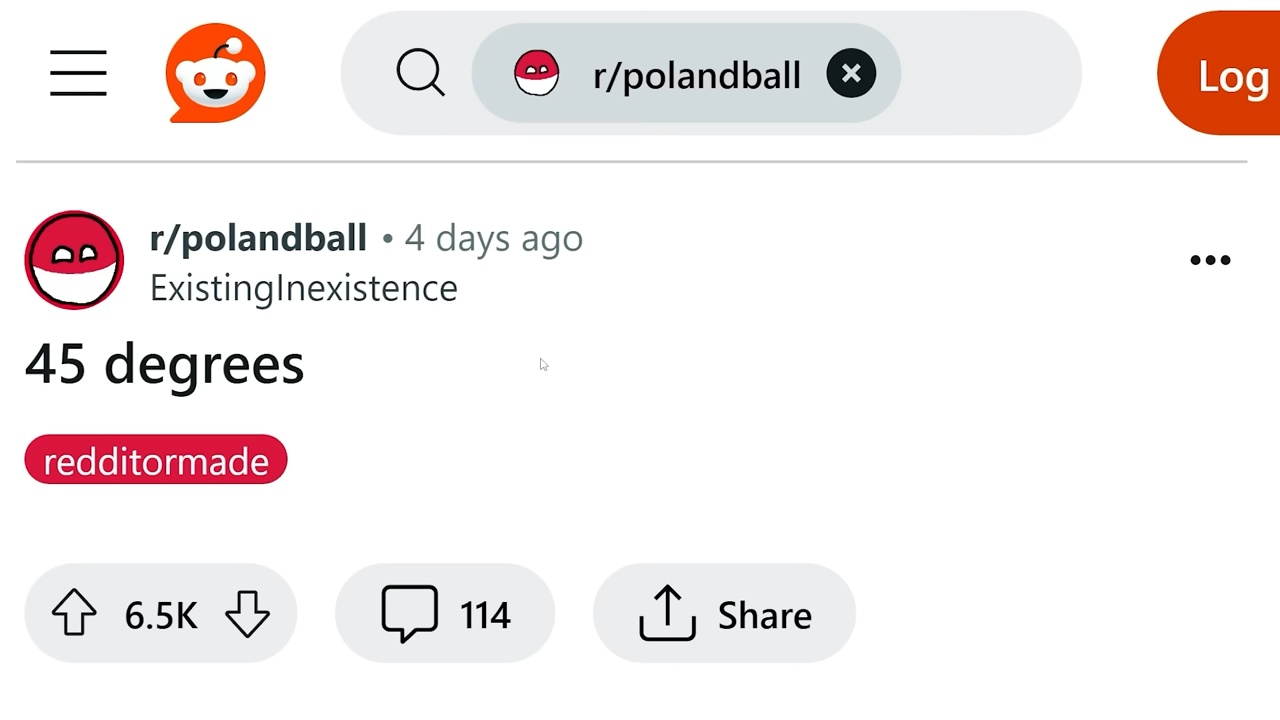 r/polandball
Log
r/polandball • 4 days ago
ExistingInexistence
45 degrees
redditormade
6.5K
114
Share